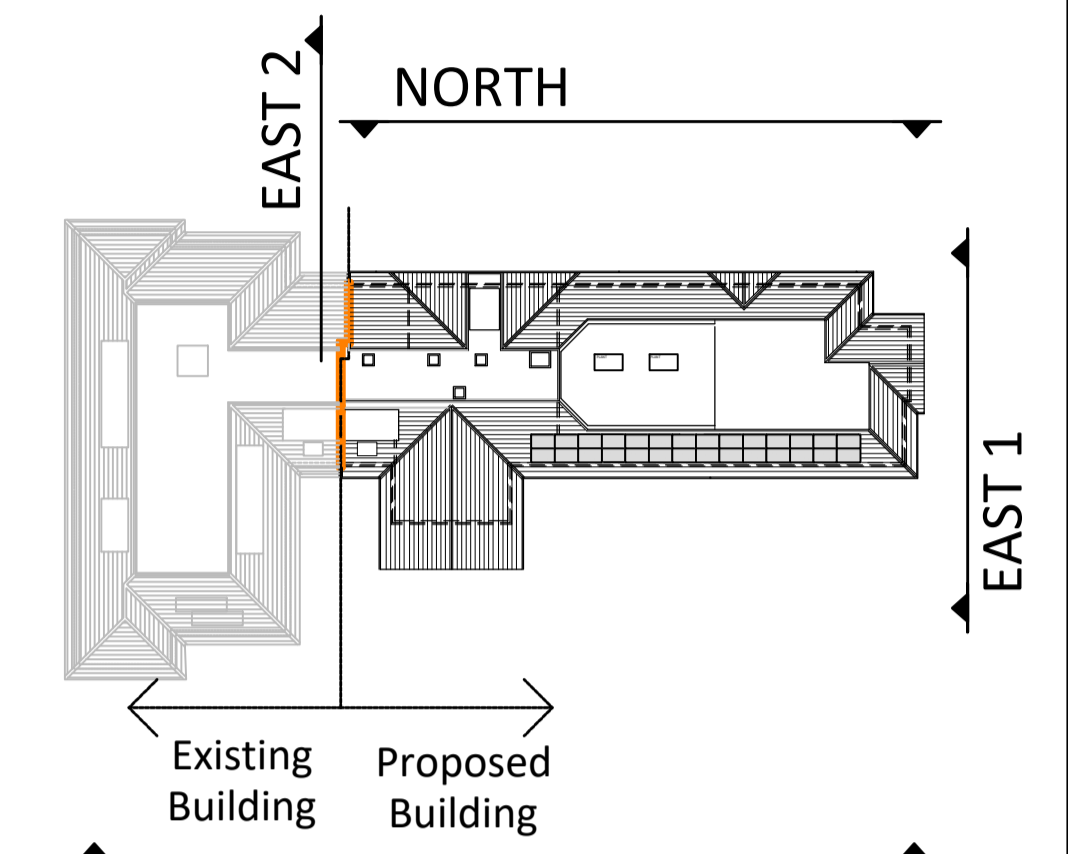 EAST 2
NORTH
EAST 1
Existing
Building
Proposed
Building